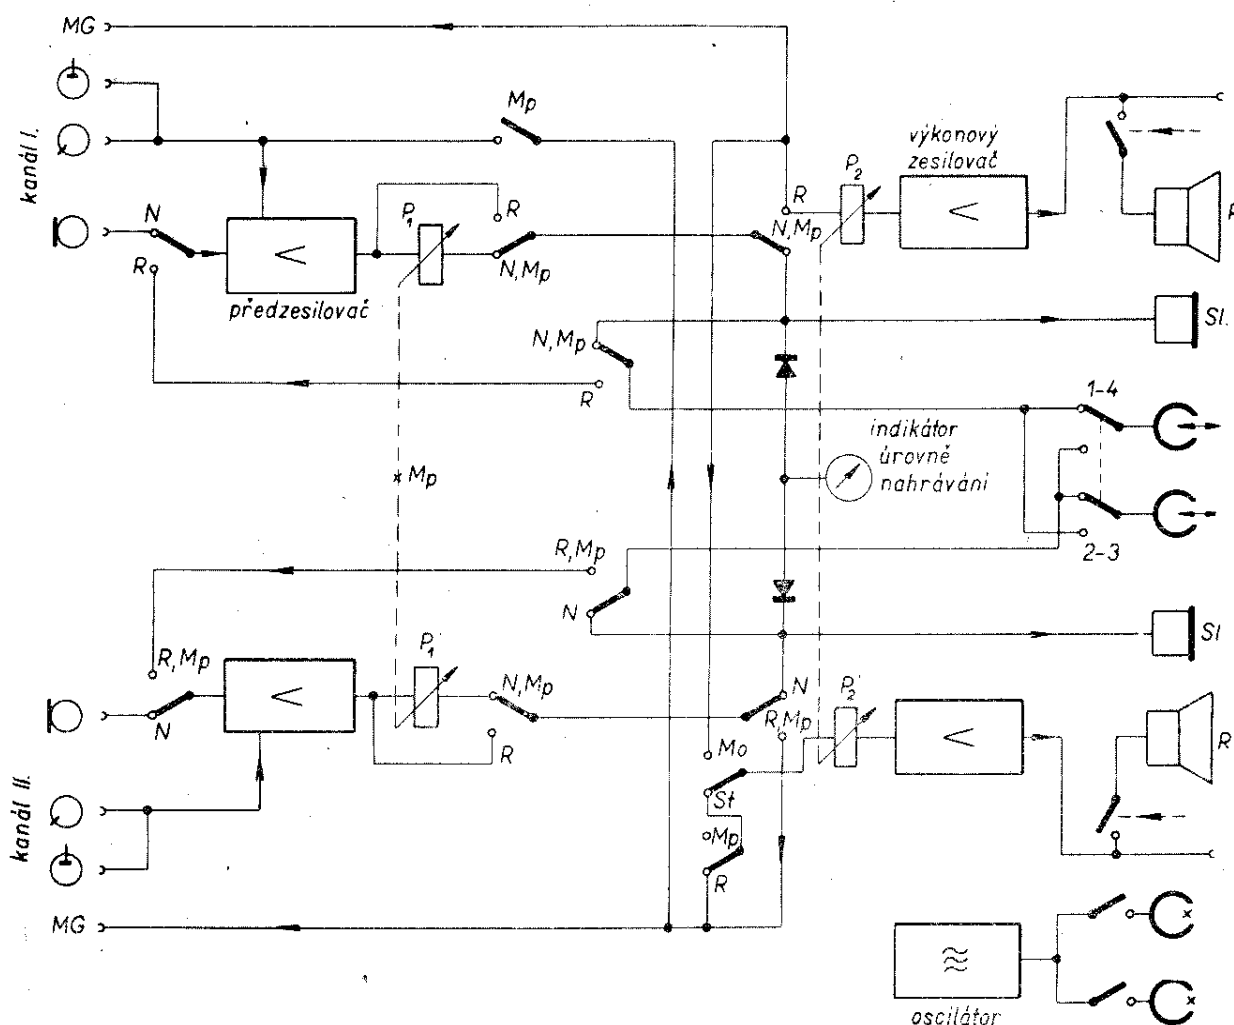 MG
Mp
kanál I.
výkonový
zesilovač
P2
R
N, Mp
N
R
P1
R
N, Mp
<
<
R
předzesilovač
Sl.
N, Mp
R
1-4
indikátor
úrovně
nahrávání
Mp
R, Mp
2-3
N
Sl
R, Mp
N
<
P1
N, Mp
R
N
R, Mp
P2
<
R
Mo
St
kanál II.
Mp
R
MG
oscilátor